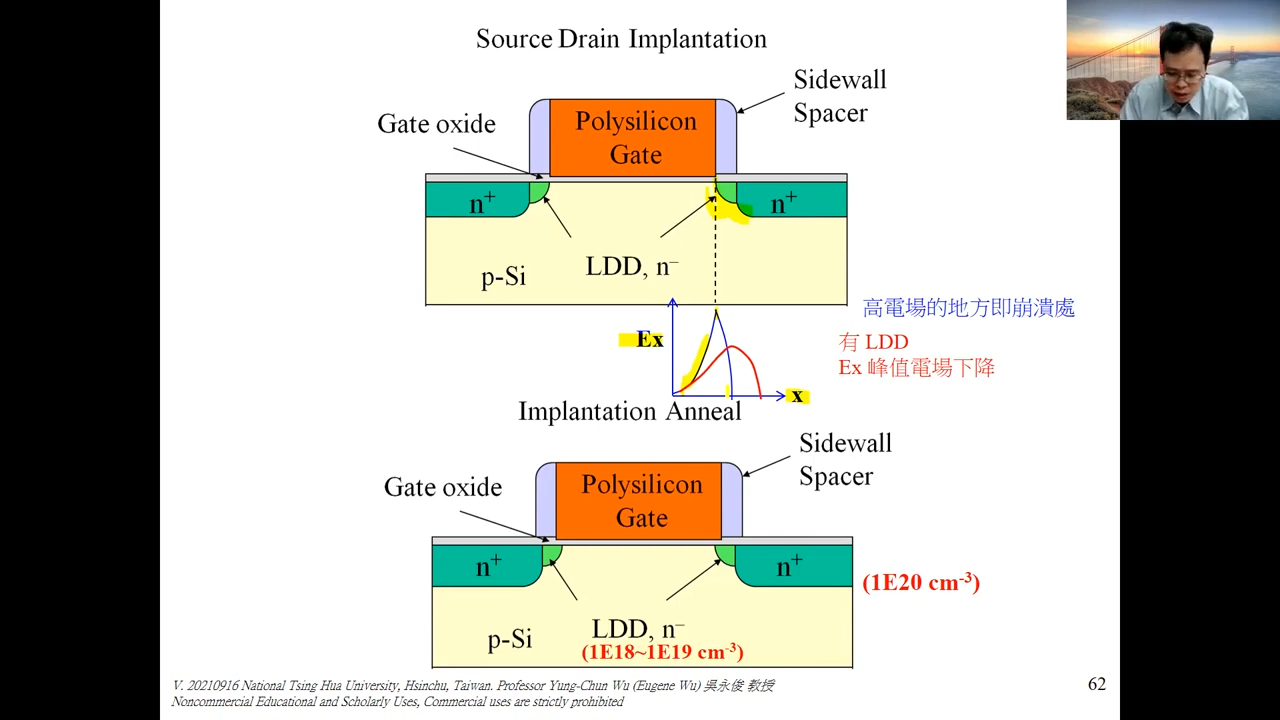 Source Drain Implantation
Sidewall
Spacer
Gate oxide
Polysilicon
Gate
n+
n+
LDD, n–
p-Si
高電場的地方即崩潰處
Ex
有 LDD
Ex 峰值電場下降
x
Implantation Anneal
Sidewall
Spacer
Gate oxide
Polysilicon
Gate
n+
n+
(1E20 cm-3)
LDD, n–
p-Si
(1E18~1E19 cm-3)
V. 20210916 National Tsing Hua University, Hsinchu, Taiwan. Professor Yung-Chun Wu (Eugene Wu) 吳永俊 教授
Noncommercial Educational and Scholarly Uses, Commercial uses are strictly prohibited
62